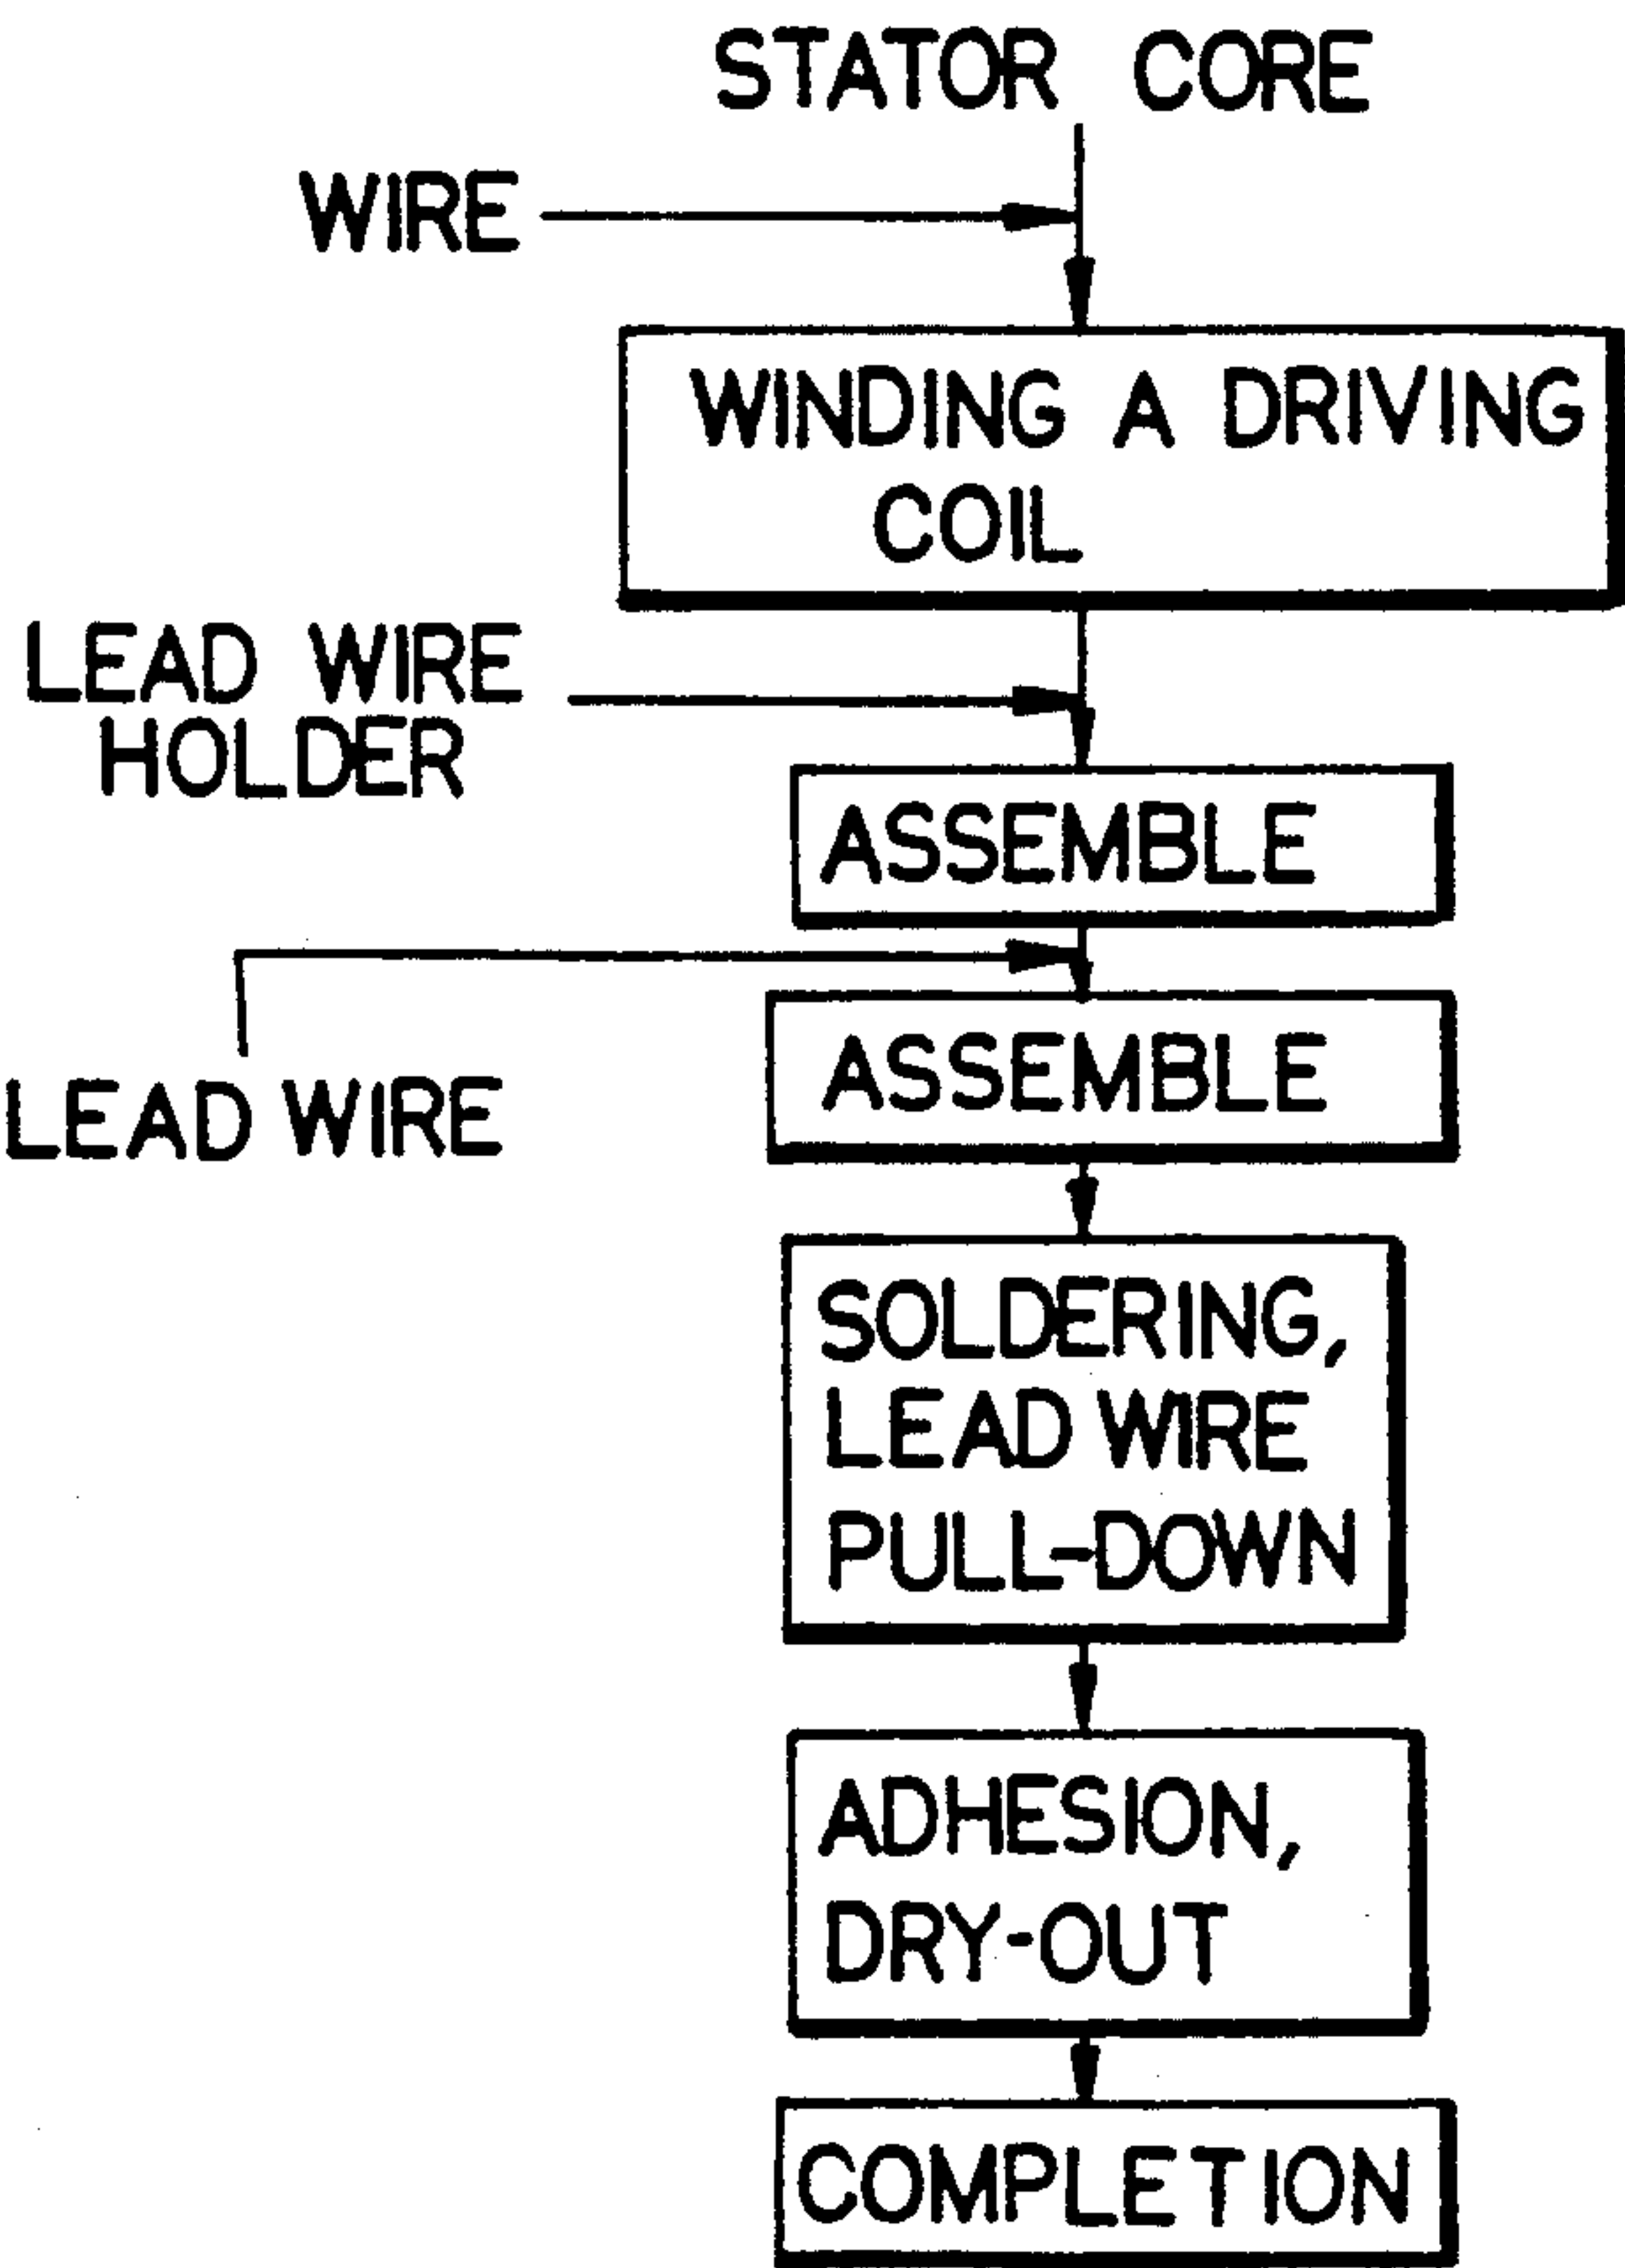 STATOR CORE
WIRE
WINDING A DRIVING
COIL
LEAD WIRE
HOLDER
ASSEMBLE
ASSEMBLE
LEAD WIRE
SOLDERING,
LEAD WIRE
PULL-DOWN
ADHESION,
DRY-OUT
COMPLETION